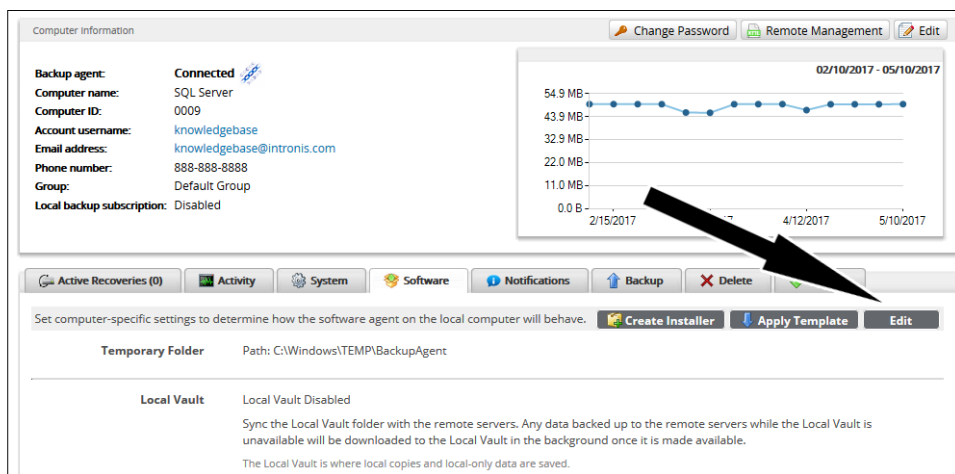 Computer Information
Change Password
Remote Management
Edit
Backup agent: Connected
Computer name: SQL Server
Computer ID: 0009
Account username: knowledgebase
Email address: knowledgebase@intronis.com
Phone number: 888-888-8888
Group: Default Group
Local backup subscription: Disabled
02/10/2017 - 05/10/2017
54.9 MB
43.9 MB
32.9 MB
22.0 MB
11.0 MB
0.0 B
2/15/2017
4/12/2017
5/10/2017
Active Recoveries (0)
Activity
System
Software
Notifications
Backup
Delete
Set computer-specific settings to determine how the software agent on the local computer will behave.
Create Installer
Apply Template
Edit
Temporary Folder Path: C:\Windows\TEMP\BackupAgent
Local Vault Local Vault Disabled
Sync the Local Vault folder with the remote servers. Any data backed up to the remote servers while the Local Vault is
unavailable will be downloaded to the Local Vault in the background once it is made available.
The Local Vault is where local copies and local-only data are saved.